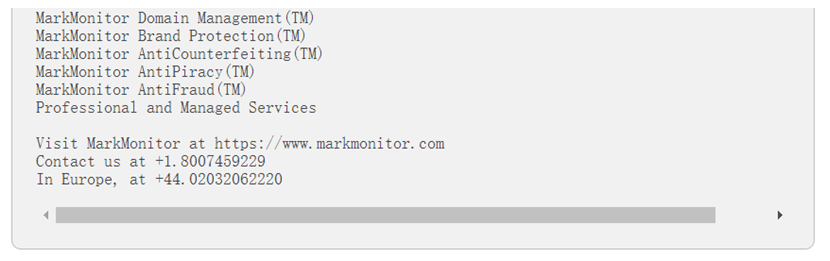 MarkMonitor Domain Management(TM)
MarkMonitor Brand Protection(TM)
MarkMonitor AntiCounterfeiting(TM)
MarkMonitor AntiPiracy(TM)
MarkMonitor AntiFraud(TM)
Professional and Managed Services
Visit MarkMonitor at https://www.markmonitor.com
Contact us at +1.8007459229
In Europe, at +44.02032062220